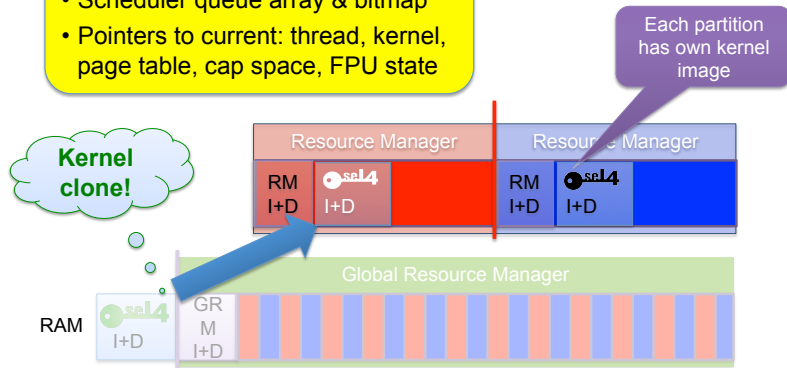 • Scheduler queue array & bitmap
• Pointers to current: thread, kernel,
page table, cap space, FPU state
Each partition
has own kernel
image
Kernel
clone!
Resource Manager
Resource Manager
RM
I+D
seL4
I+D
RM
I+D
seL4
I+D
Global Resource Manager
RAM
seL4
I+D
GR
M
I+D